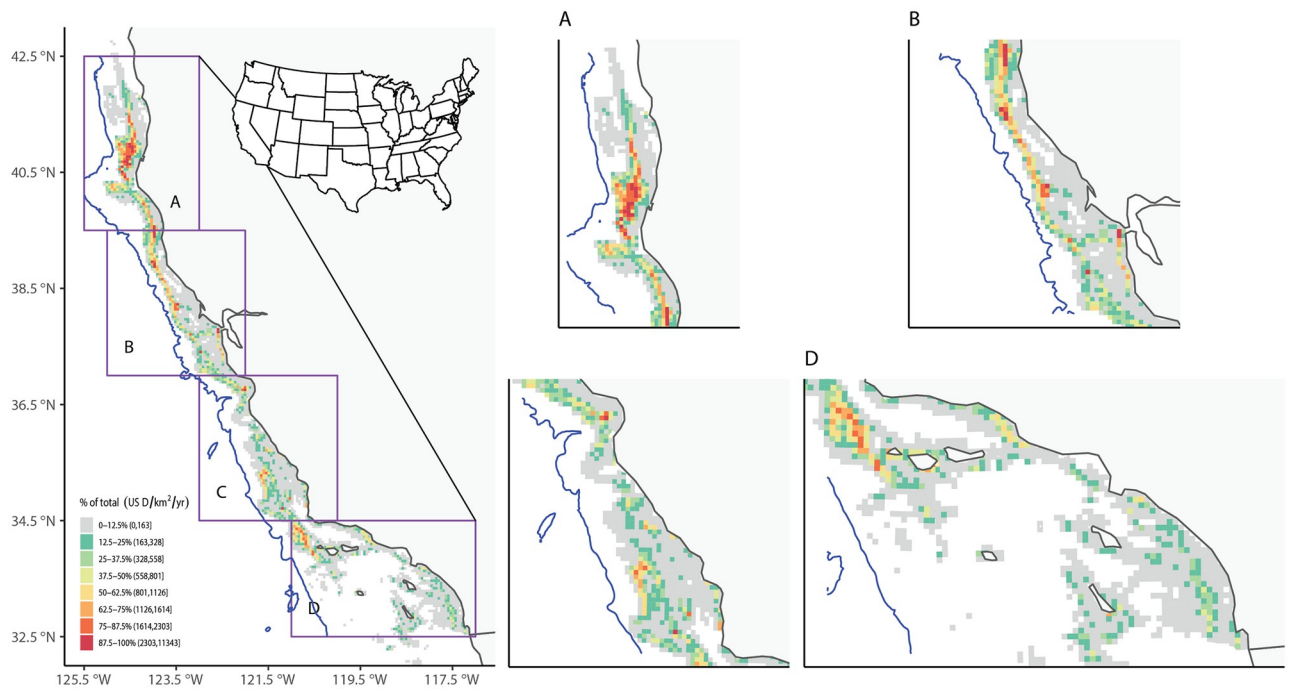 A
B
42.5 °N
40.5 °N
38.5 °N
36.5 °N
34.5 °N
32.5 °N
A
B
C
D
D
% of total (US D/km²/yr)
0–12.5% (0,163]
12.5–25% (163,328]
25–37.5% (328,558]
37.5–50% (558,801]
50–62.5% (801,1126]
62.5–75% (1126,1614]
75–87.5% (1614,2303]
87.5–100% (2303,11343]
125.5 °W 123.5 °W 121.5 °W 119.5 °W 117.5 °W